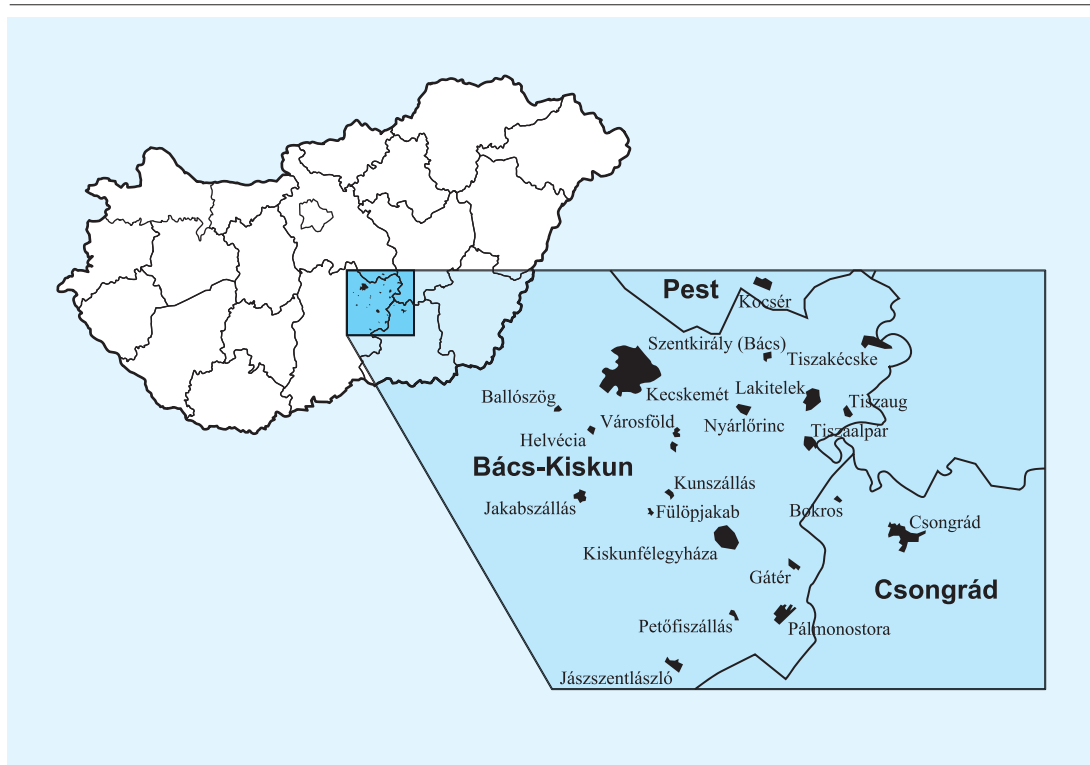 Pest
Kocsér
Szentkirály (Bács)
Tiszakécske
Kecskemét
Lakitelek
Ballószög
Városföld
Nyárlőrinc
Tiszaug
Helvécia
Tiszaalpár
Bács-Kiskun
Kunszállás
Jakabszállás
Fülöpjakab
Bokros
Csongrád
Kiskunfélegyháza
Gátér
Csongrád
Petőfiszállás
Pálmonostora
Jászszentlászló